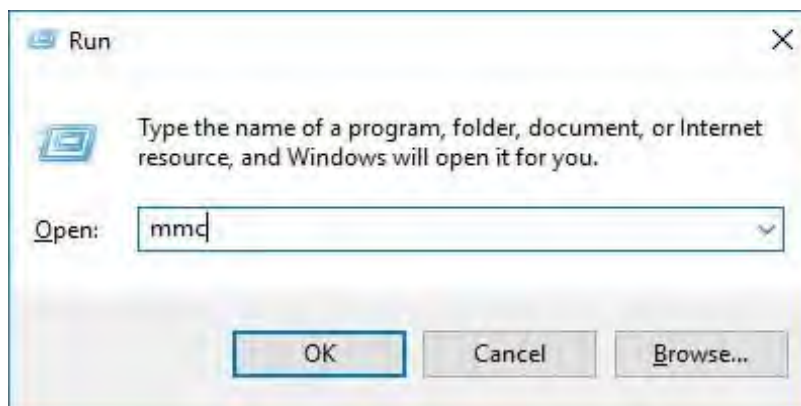 Run
Type the name of a program, folder, document, or Internet
resource, and Windows will open it for you.
Open: mmc
OK Cancel Browse...